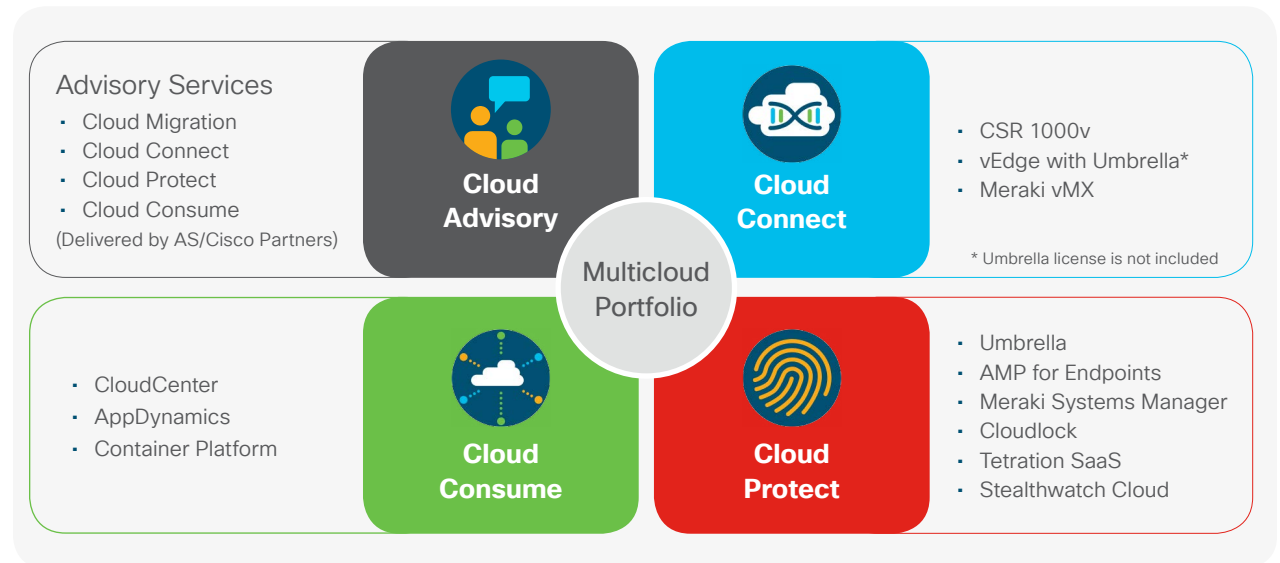 Advisory Services
▪ Cloud Migration
▪ Cloud Connect
▪ Cloud Protect
▪ Cloud Consume
(Delivered by AS/Cisco Partners)
Cloud
Advisory
Cloud
Connect
▪ CSR 1000v
▪ vEdge with Umbrella*
▪ Meraki vMX
* Umbrella license is not included
Multicloud
Portfolio
▪ CloudCenter
▪ AppDynamics
▪ Container Platform
Cloud
Consume
Cloud
Protect
▪ Umbrella
▪ AMP for Endpoints
▪ Meraki Systems Manager
▪ Cloudlock
▪ Tetration SaaS
▪ Stealthwatch Cloud